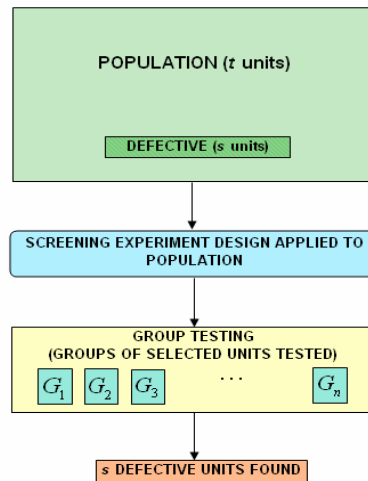 POPULATION (t units)
DEFECTIVE (s units)
SCREENING EXPERIMENT DESIGN APPLIED TO
POPULATION
GROUP TESTING
(GROUPS OF SELECTED UNITS TESTED)
G1 G2 G3 ... Gn
s DEFECTIVE UNITS FOUND